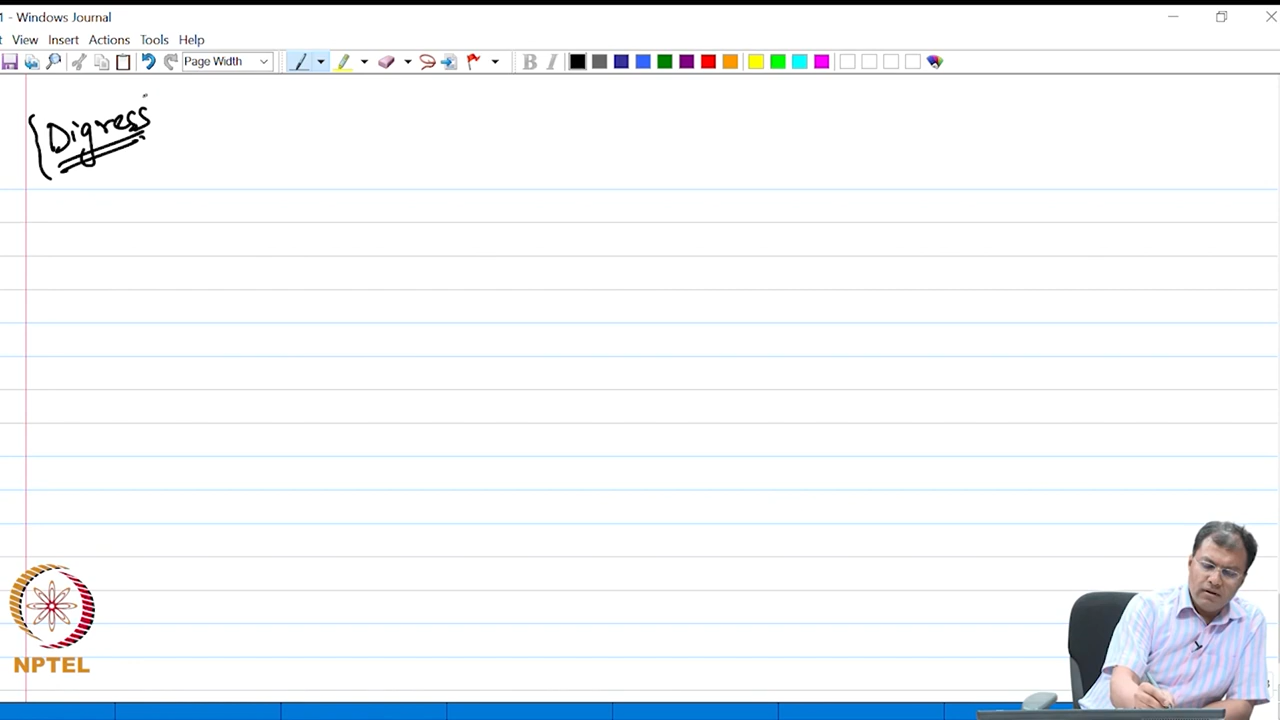 1 - Windows Journal
t View Insert Actions Tools Help
Page Width B I
{Digress
NPTEL